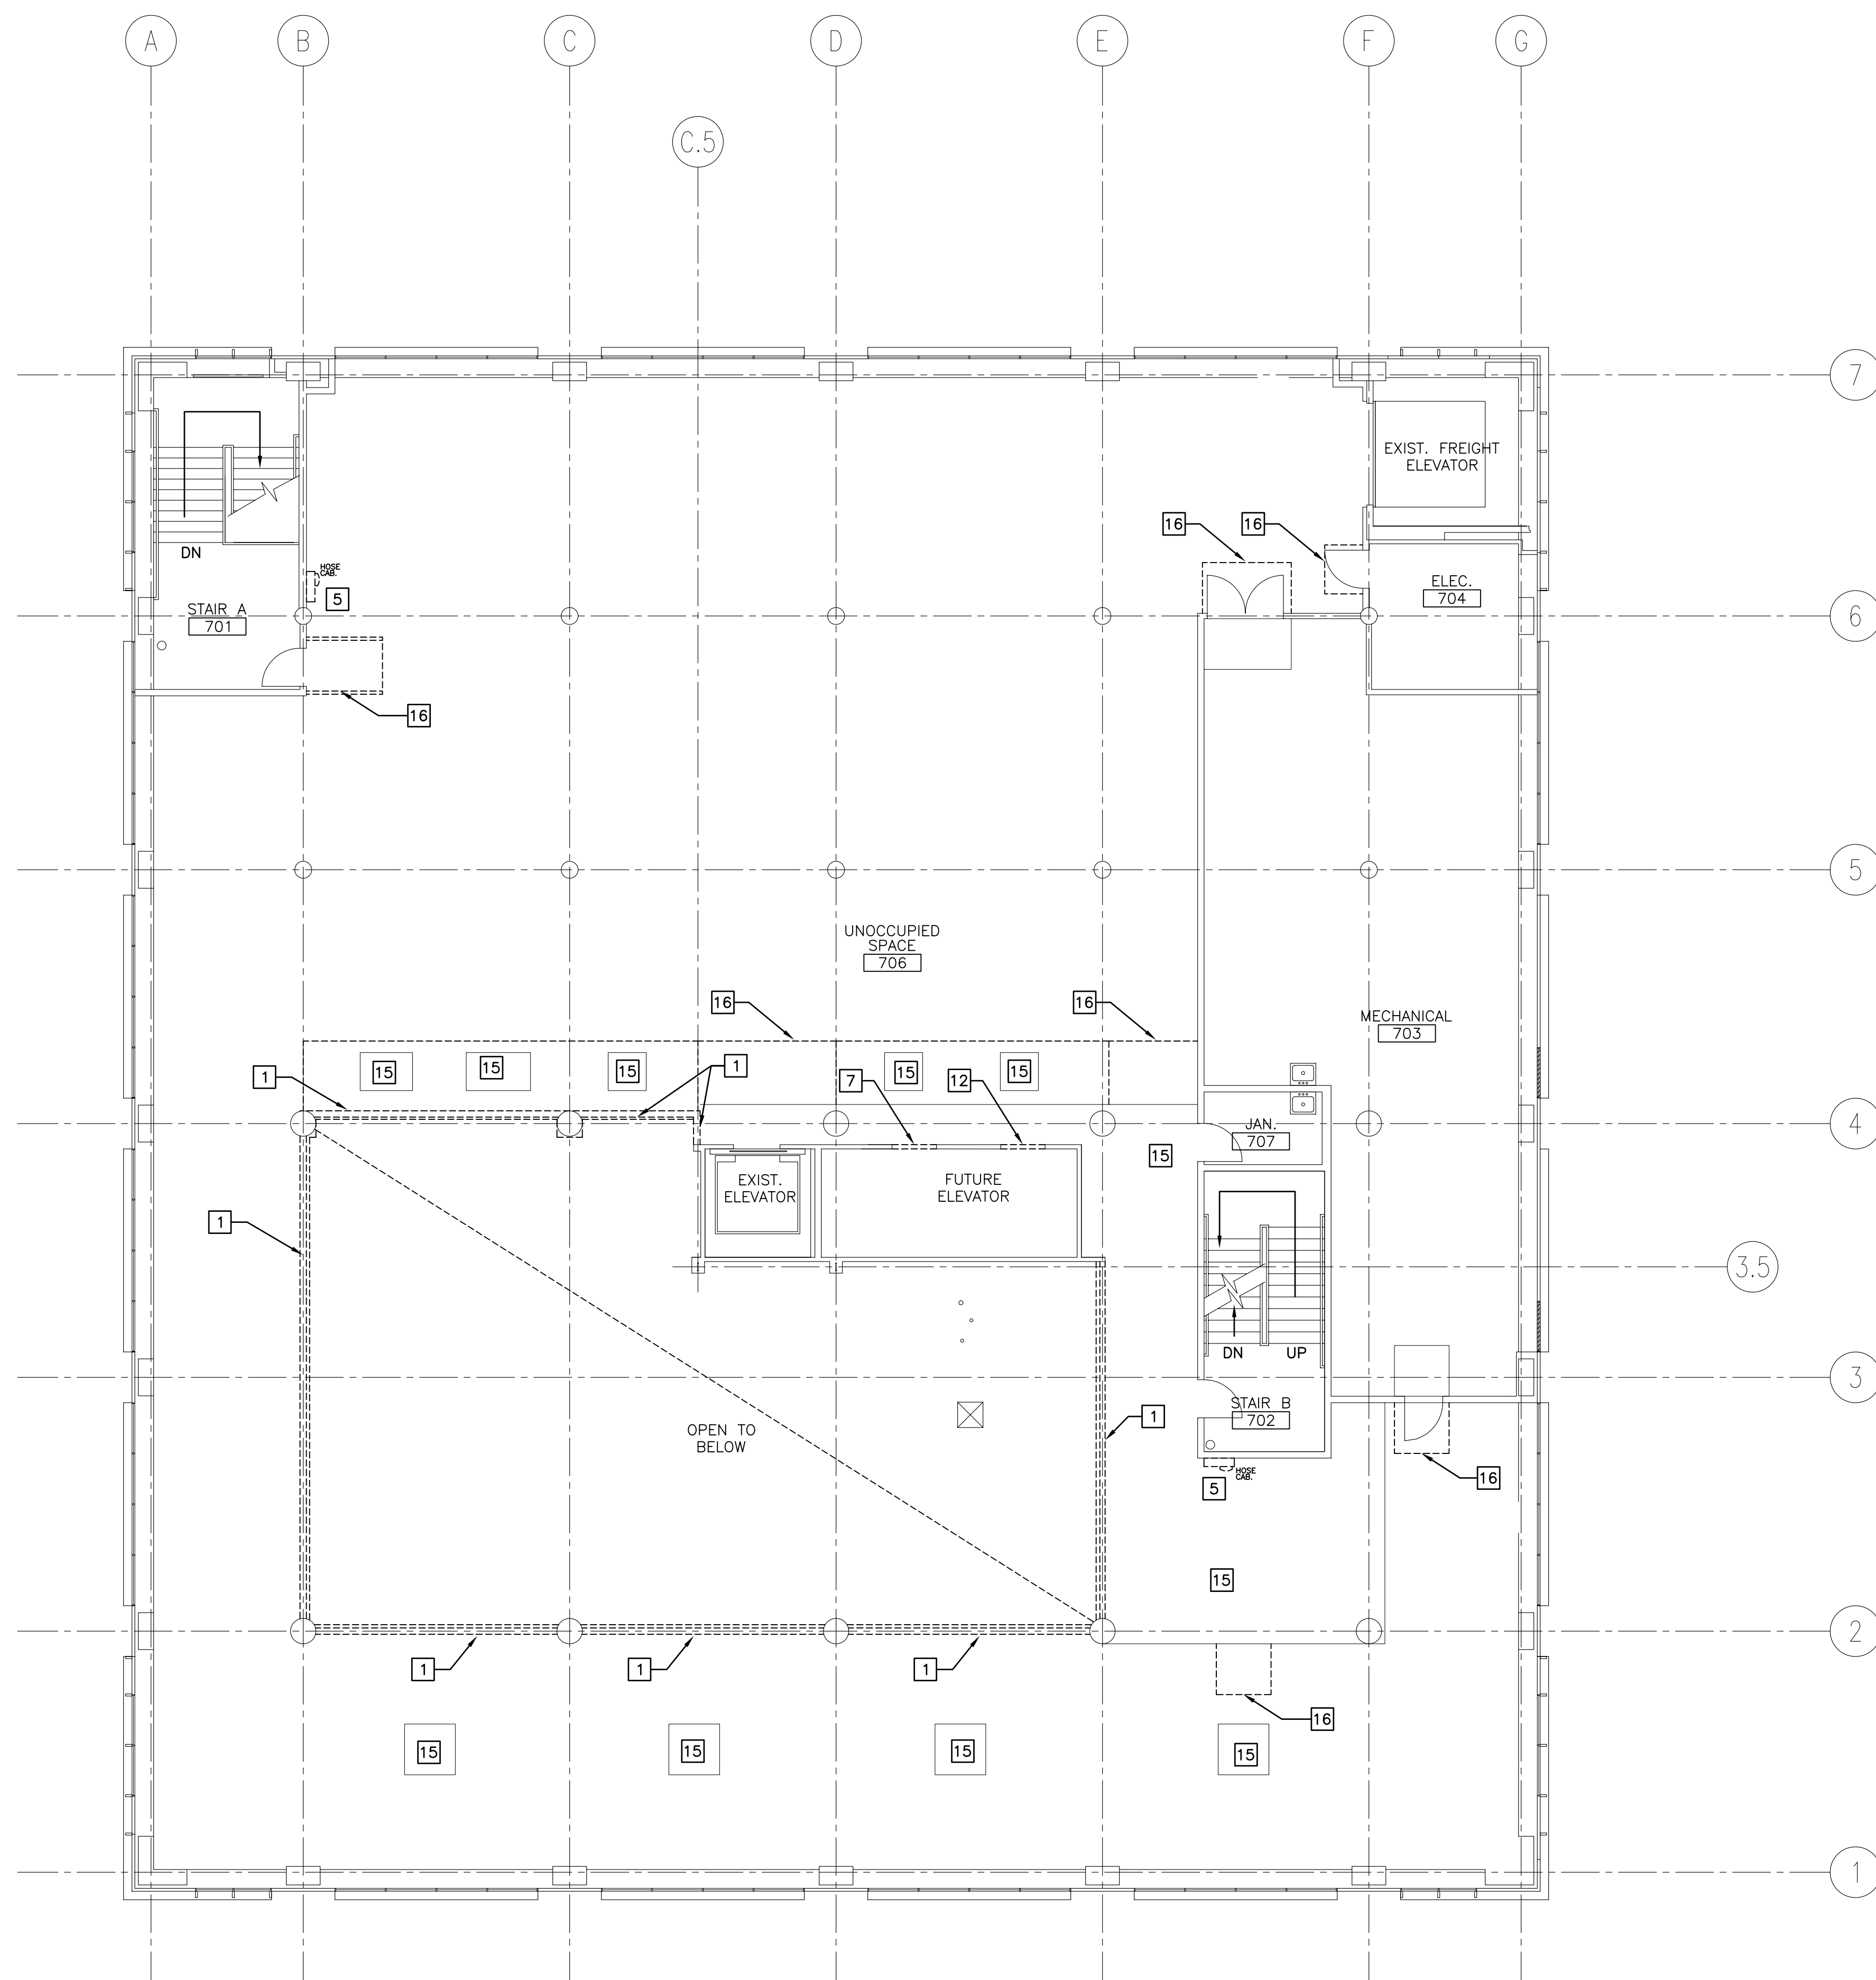 A
B
C
D
E
F
G
C.5
7
EXIST. FREIGHT
ELEVATOR
16
16
DN
HOSE
CAB.
5
ELEC.
704
STAIR A
701
6
16
5
UNOCCUPIED
SPACE
706
16
16
MECHANICAL
703
1
15
15
15
1
7
15
12
15
4
JAN.
707
15
EXIST.
ELEVATOR
FUTURE
ELEVATOR
1
3.5
DN
UP
3
STAIR B
702
1
OPEN TO
BELOW
HOSE
CAB.
5
16
15
2
1
1
1
16
15
15
15
15
1